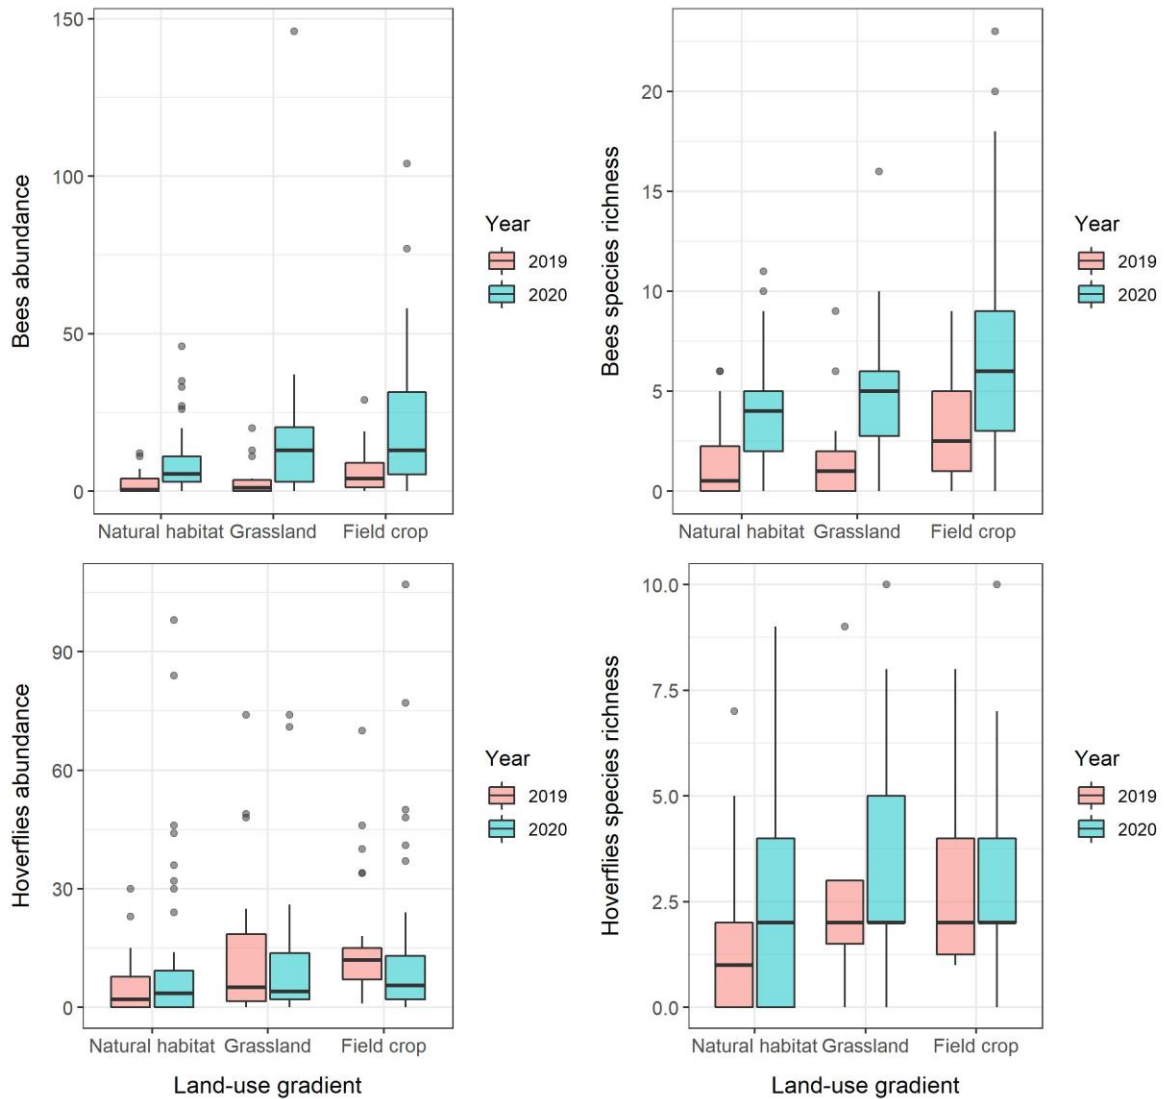 Bees abundance
150
100
50
0
Natural habitat Grassland Field crop
Year
2019
2020
Bees species richness
20
15
10
5
0
Natural habitat Grassland Field crop
Year
2019
2020
Hoverflies abundance
90
60
30
0
Natural habitat Grassland Field crop
Land-use gradient
Year
2019
2020
Hoverflies species richness
10.0
7.5
5.0
2.5
0.0
Natural habitat Grassland Field crop
Land-use gradient
Year
2019
2020